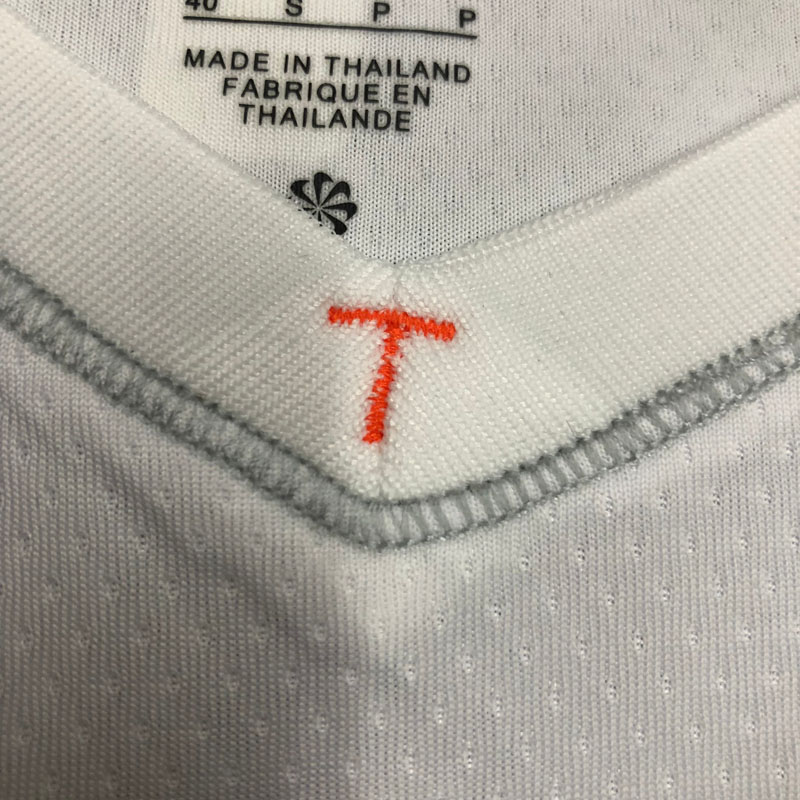 40 S P P
MADE IN THAILAND
FABRIQUE EN
THAILANDE
T